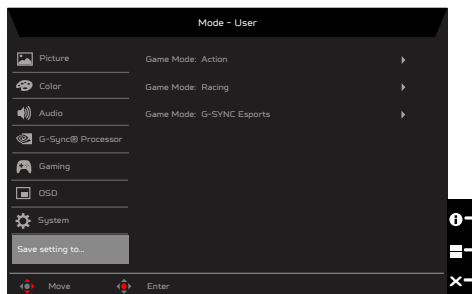 Mode - User
Picture
Game Mode: Action
Color
Game Mode: Racing
Audio
Game Mode: G-SYNC Esports
G-Sync® Processor
Gaming
OSD
System
Save setting to...
Move
Enter